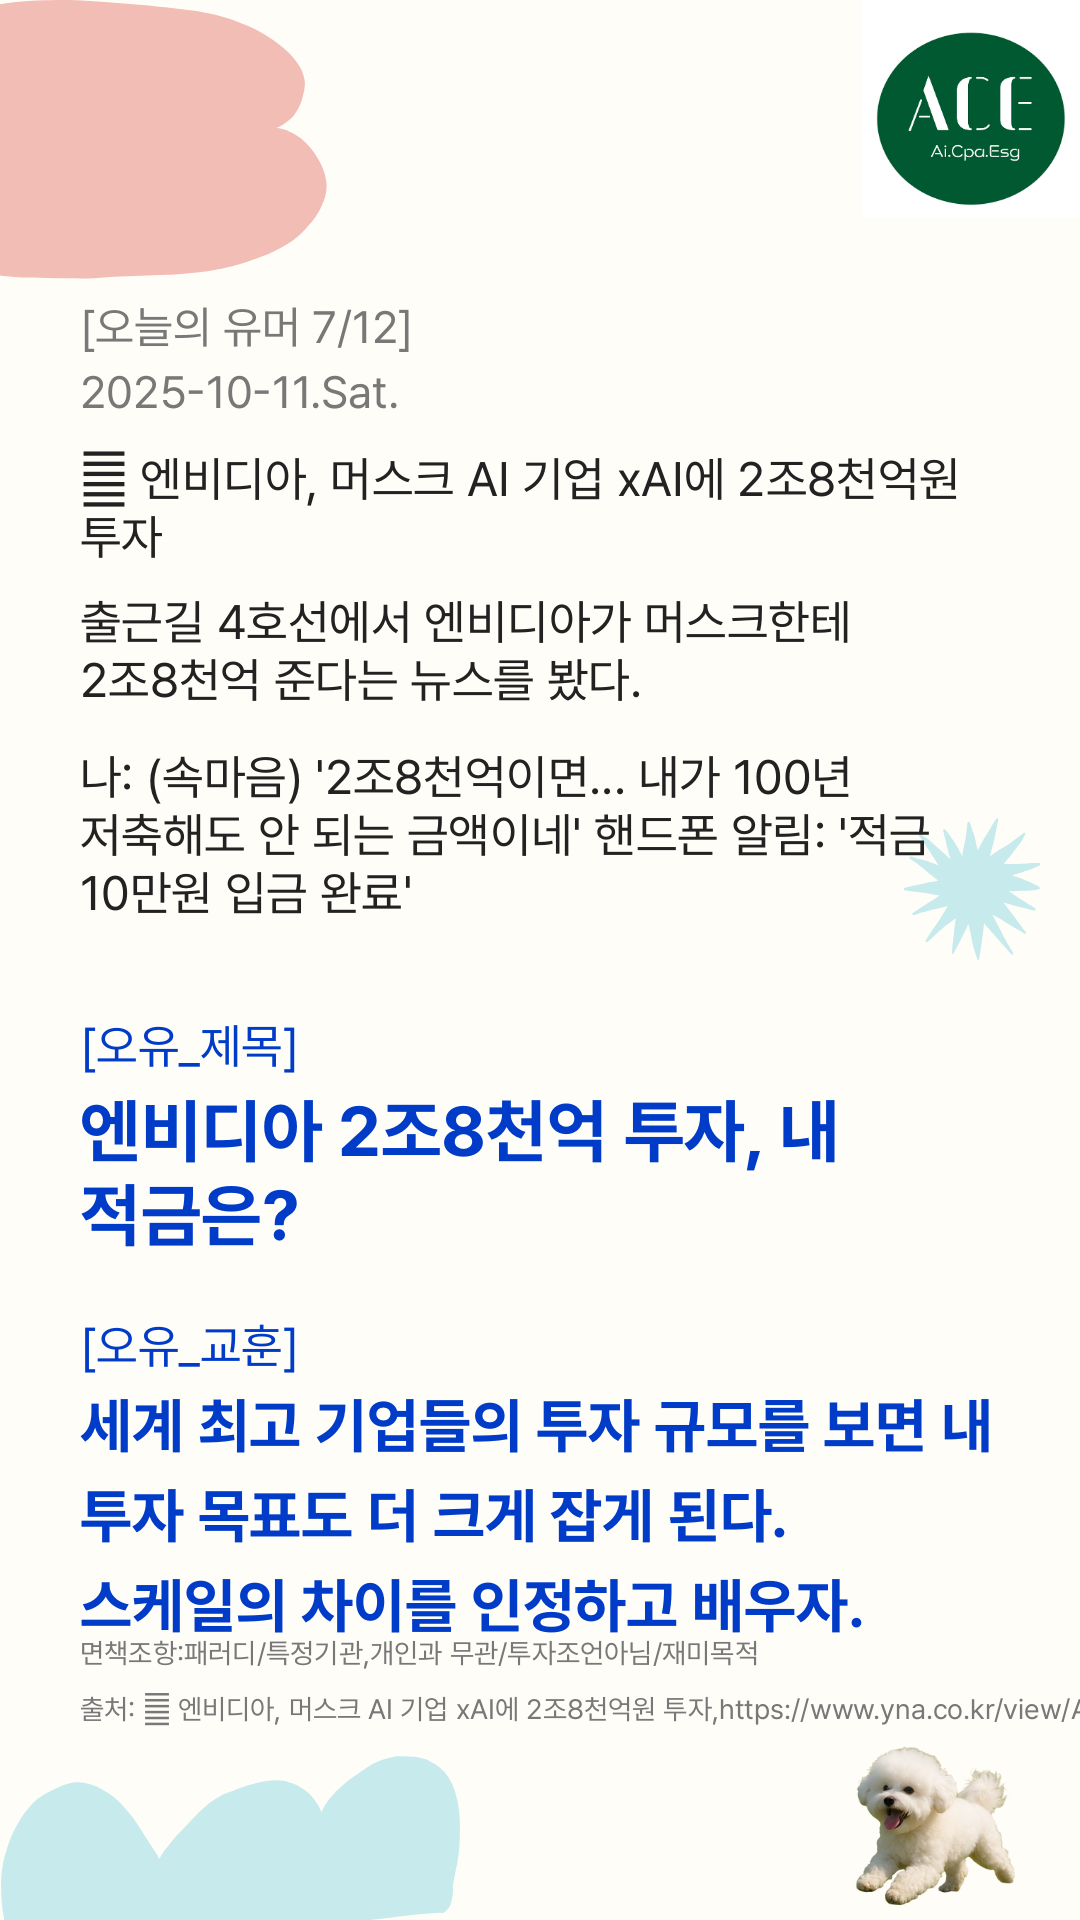 ACE
Ai.Cpa.Esg
[오늘의 유머 7/12]
2025-10-11.Sat.
䷀ 엔비디아, 머스크 AI 기업 xAI에 2조8천억원
투자
출근길 4호선에서 엔비디아가 머스크한테
2조8천억 준다는 뉴스를 봤다.
나: (속마음) '2조8천억이면... 내가 100년
저축해도 안 되는 금액이네' 핸드폰 알림: '적금
10만원 입금 완료'
[오유_제목]
엔비디아 2조8천억 투자, 내
적금은?
[오유_교훈]
세계 최고 기업들의 투자 규모를 보면 내
투자 목표도 더 크게 잡게 된다.
스케일의 차이를 인정하고 배우자.
면책조항:패러디/특정기관,개인과 무관/투자조언아님/재미목적
출처: ䷀ 엔비디아, 머스크 AI 기업 xAI에 2조8천억원 투자,https://www.yna.co.kr/view/